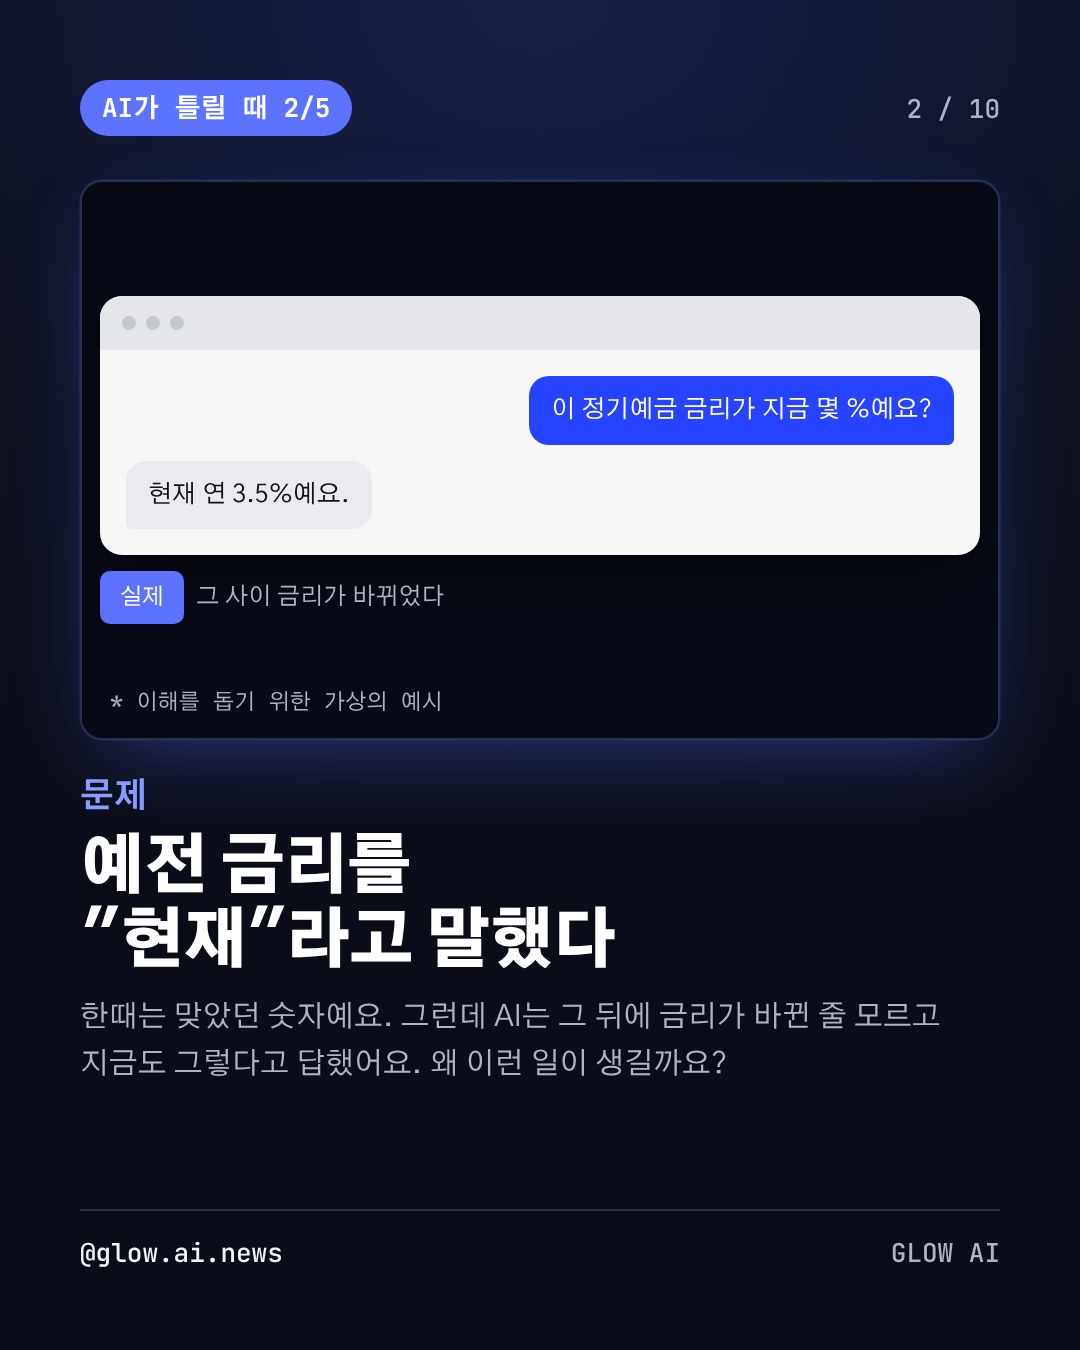 AI가 틀릴 때 2/5
2 / 10
이 정기예금 금리가 지금 몇 %예요?
현재 연 3.5%예요.
실제 그 사이 금리가 바뀌었다
* 이해를 돕기 위한 가상의 예시
문제
예전 금리를
"현재"라고 말했다
한때는 맞았던 숫자예요. 그런데 AI는 그 뒤에 금리가 바뀐 줄 모르고
지금도 그렇다고 답했어요. 왜 이런 일이 생길까요?
@glow.ai.news
GLOW AI